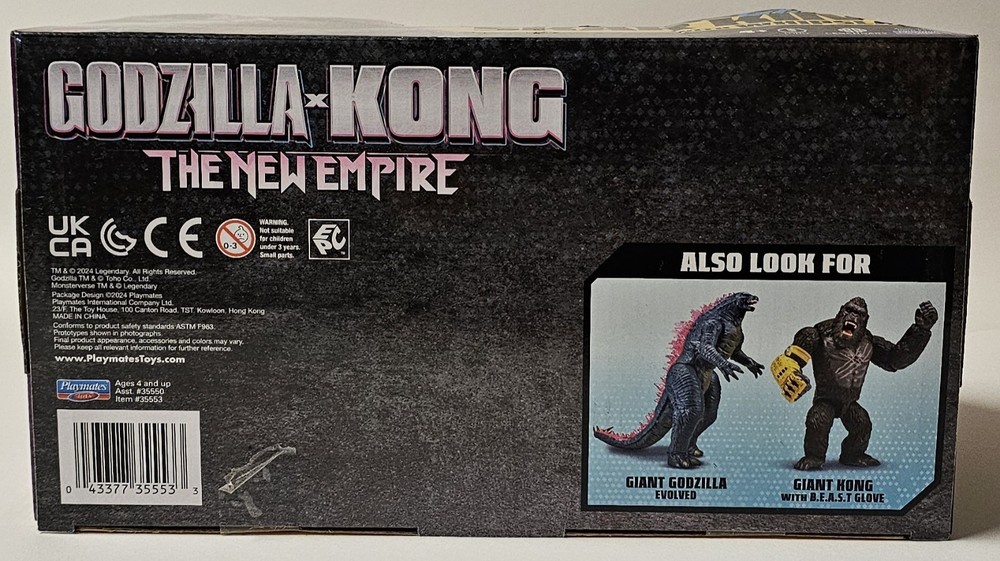 GODZILLA x KONG
THE NEW EMPIRE
UK
CA
CE
0-3
WARNING.
Not suitable
for children
under 3 years.
Small parts.
EPC
TM & © 2024 Legendary. All Rights Reserved.
Godzilla TM & © Toho Co., Ltd.
Monsterverse TM & © Legendary
Package Design ©2024 Playmates
Playmates International Company Ltd.
23/F, The Toy House, 100 Canton Road, TST, Kowloon, Hong Kong
MADE IN CHINA.
Conforms to product safety standards ASTM F963.
Prototypes shown in photographs.
Final product appearance, accessories and colors may vary.
Please keep all relevant information for further reference.
www.PlaymatesToys.com
Playmates
Ages 4 and up
Asst. #35550
Item #35553
0 43377 35553 3
ALSO LOOK FOR
GIANT GODZILLA
EVOLVED
GIANT KONG
WITH B.E.A.S.T GLOVE